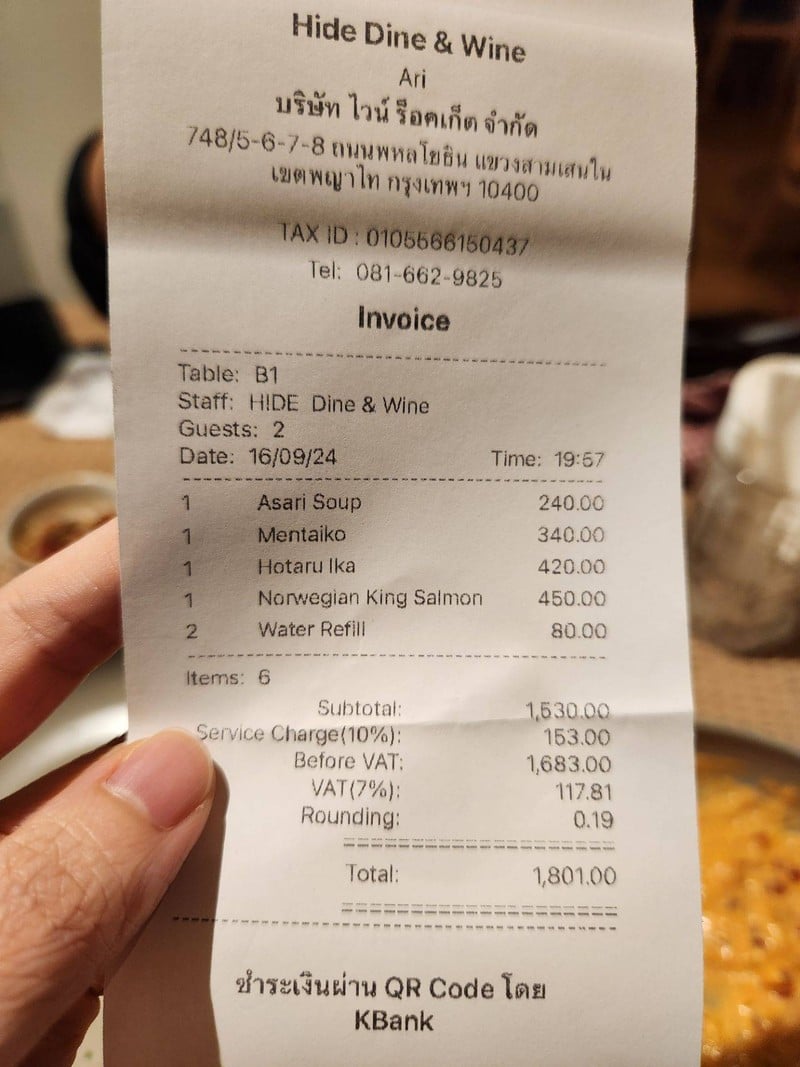 Hide Dine & Wine
Ari
บริษัท ไวน์ ร็อคเก็ต จำกัด
748/5-6-7-8 ถนนพหลโยธิน แขวงสามเสนใน
เขตพญาไท กรุงเทพฯ 10400
TAX ID : 0105566150437
Tel: 081-662-9825
Invoice
Table: B1
Staff: HIDE Dine & Wine
Guests: 2
Date: 16/09/24 Time: 19:57
1 Asari Soup 240.00
1 Mentaiko 340.00
1 Hotaru Ika 420.00
1 Norwegian King Salmon 450.00
2 Water Refill 80.00
Items: 6
Subtotal: 1,530.00
Service Charge(10%): 153.00
Before VAT: 1,683.00
VAT(7%): 117.81
Rounding: 0.19
Total: 1,801.00
ชำระเงินผ่าน QR Code โดย
KBank